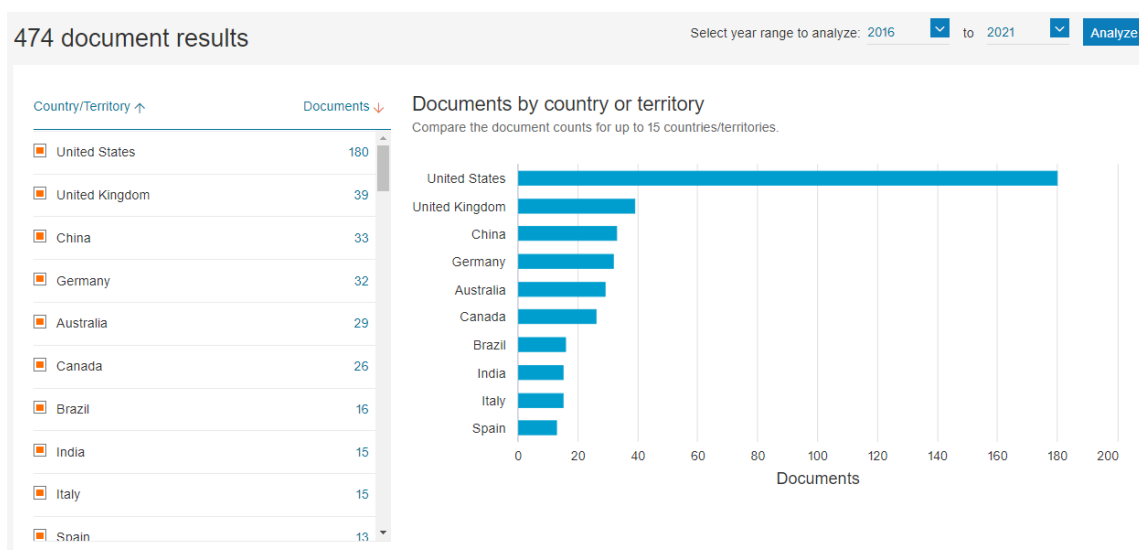 474 document results
Select year range to analyze: 2016 to 2021 Analyze
Country/Territory ↑ Documents ↓
United States 180
United Kingdom 39
China 33
Germany 32
Australia 29
Canada 26
Brazil 16
India 15
Italy 15
Spain 13
Documents by country or territory
Compare the document counts for up to 15 countries/territories.
United States
United Kingdom
China
Germany
Australia
Canada
Brazil
India
Italy
Spain
0 20 40 60 80 100 120 140 160 180 200
Documents